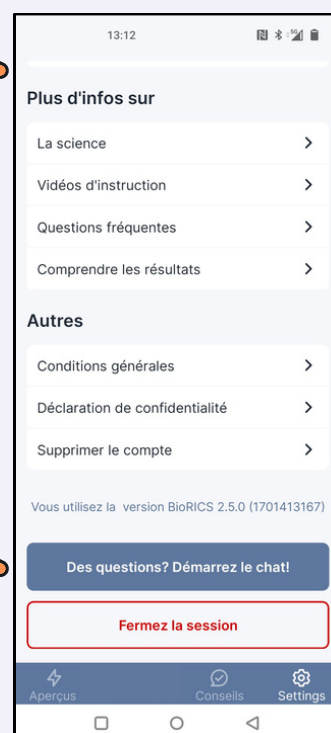 13:12
Plus d'infos sur
La science
Vidéos d'instruction
Questions fréquentes
Comprendre les résultats
Autres
Conditions générales
Déclaration de confidentialité
Supprimer le compte
Vous utilisez la version BioRICS 2.5.0 (1701413167)
Des questions? Démarrez le chat!
Fermez la session
Aperçus Conseils Settings